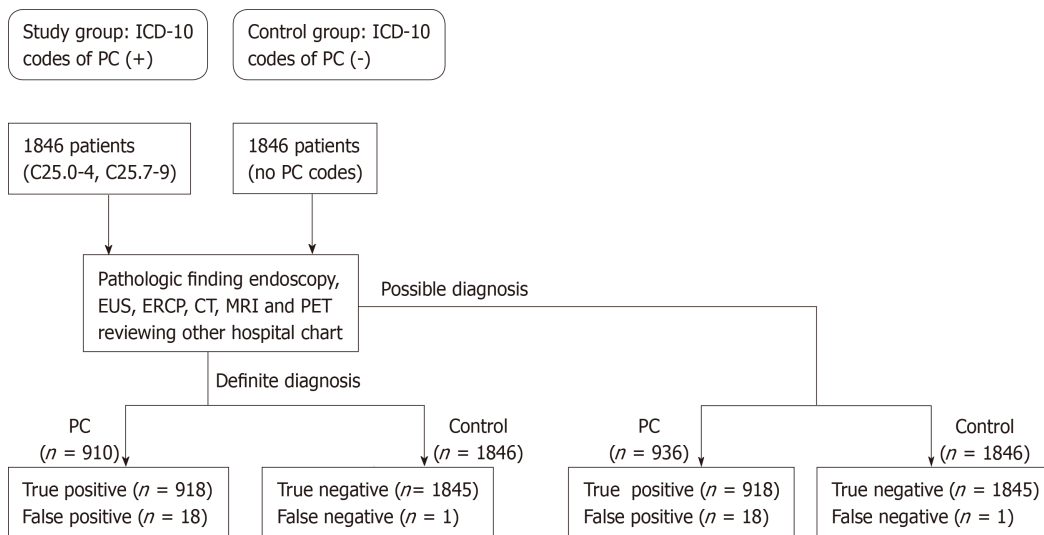 Study group: ICD-10
codes of PC (+)
Control group: ICD-10
codes of PC (-)
1846 patients
(C25.0-4, C25.7-9)
1846 patients
(no PC codes)
Pathologic finding endoscopy,
EUS, ERCP, CT, MRI and PET
reviewing other hospital chart
Possible diagnosis
Definite diagnosis
PC
(n = 910)
Control
(n = 1846)
PC
(n = 936)
Control
(n = 1846)
True positive (n = 918)
False positive (n = 18)
True negative (n= 1845)
False negative (n = 1)
True  positive (n = 918)
False positive (n = 18)
True negative (n = 1845)
False negative (n = 1)